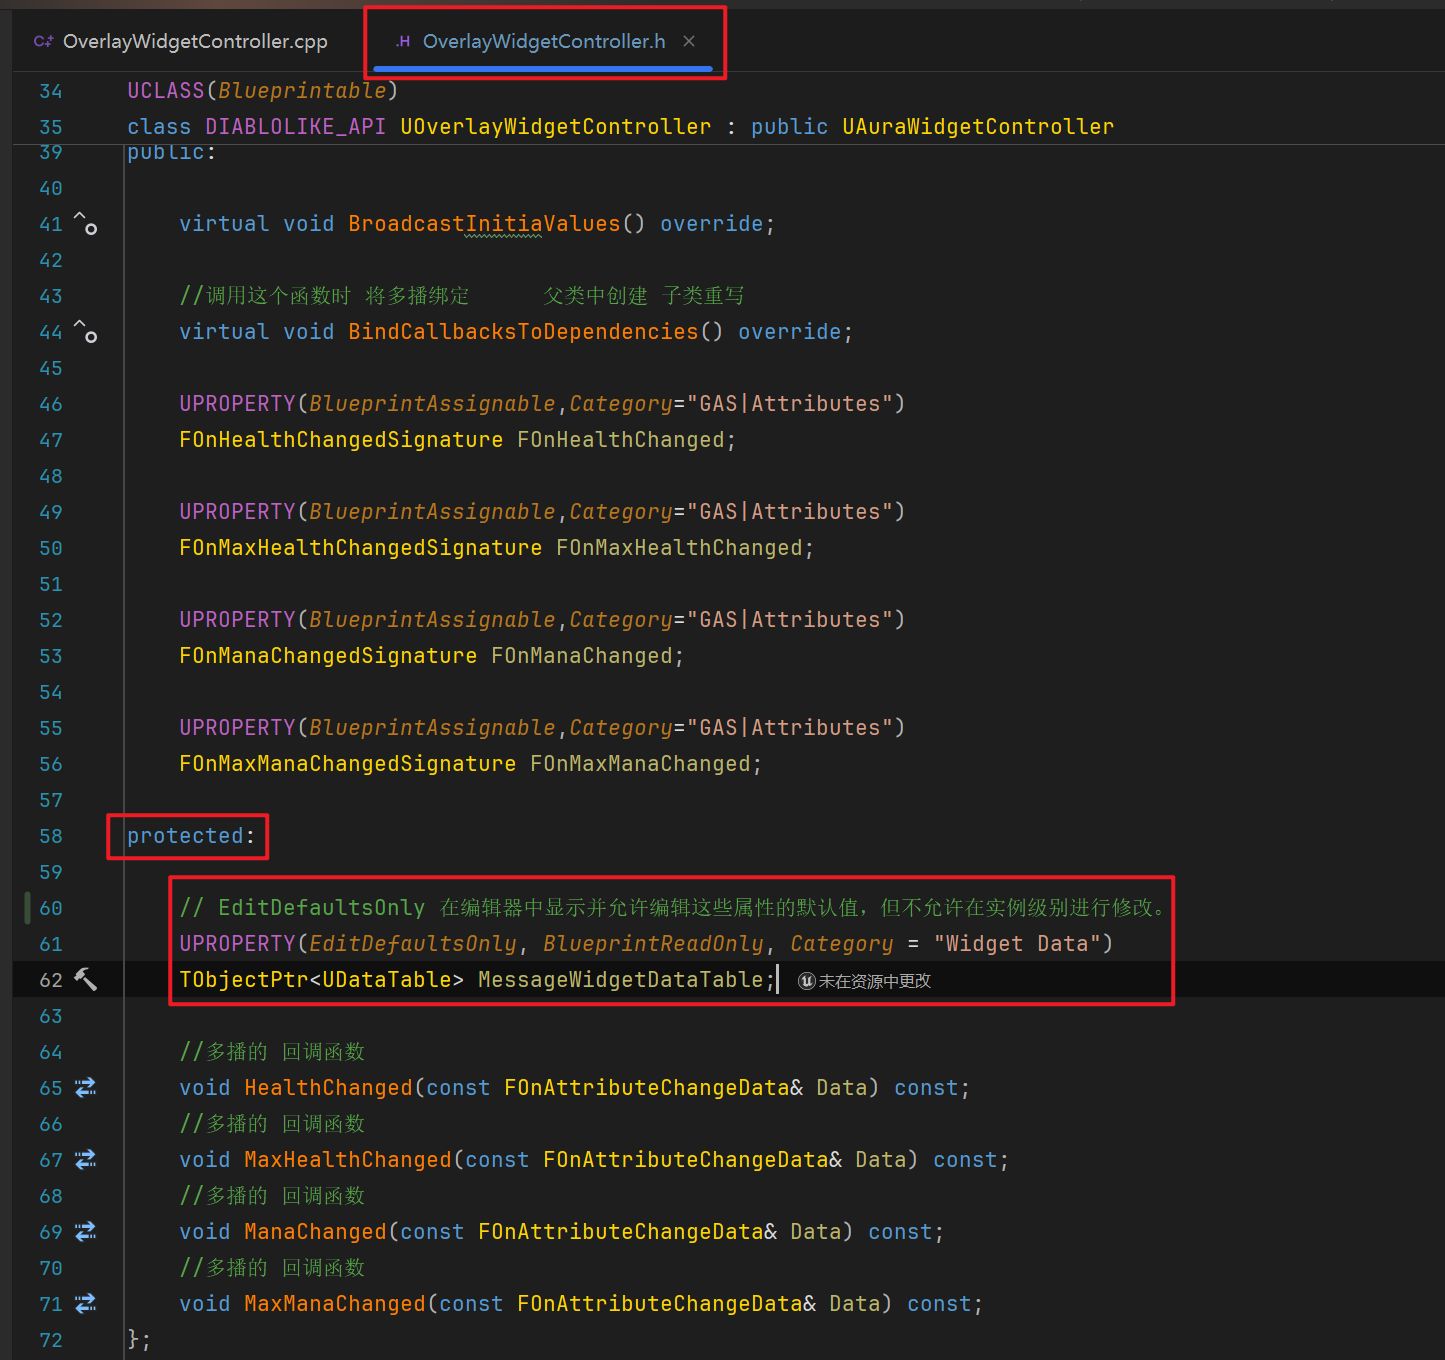 OverlayWidgetController.cpp
.H OverlayWidgetController.h
34 UCLASS(Blueprintable)
35 class DIABLOLIKE_API UOverlayWidgetController : public UAuraWidgetController
39 public:
40
41 virtual void BroadcastInitiaValues() override;
42
43 //调用这个函数时 将多播绑定 父类中创建 子类重写
44 virtual void BindCallbacksToDependencies() override;
45
46 UPROPERTY(BlueprintAssignable,Category="GAS|Attributes")
47 FOnHealthChangedSignature FOnHealthChanged;
48
49 UPROPERTY(BlueprintAssignable,Category="GAS|Attributes")
50 FOnMaxHealthChangedSignature FOnMaxHealthChanged;
51
52 UPROPERTY(BlueprintAssignable,Category="GAS|Attributes")
53 FOnManaChangedSignature FOnManaChanged;
54
55 UPROPERTY(BlueprintAssignable,Category="GAS|Attributes")
56 FOnMaxManaChangedSignature FOnMaxManaChanged;
57
58 protected:
59
60 // EditDefaultsOnly 在编辑器中显示并允许编辑这些属性的默认值，但不允许在实例级别进行修改。
61 UPROPERTY(EditDefaultsOnly, BlueprintReadOnly, Category = "Widget Data")
62 TObjectPtr<UDataTable> MessageWidgetDataTable; 未在资源中更改
63
64 //多播的 回调函数
65 void HealthChanged(const FOnAttributeChangeData& Data) const;
66 //多播的 回调函数
67 void MaxHealthChanged(const FOnAttributeChangeData& Data) const;
68 //多播的 回调函数
69 void ManaChanged(const FOnAttributeChangeData& Data) const;
70 //多播的 回调函数
71 void MaxManaChanged(const FOnAttributeChangeData& Data) const;
72 };